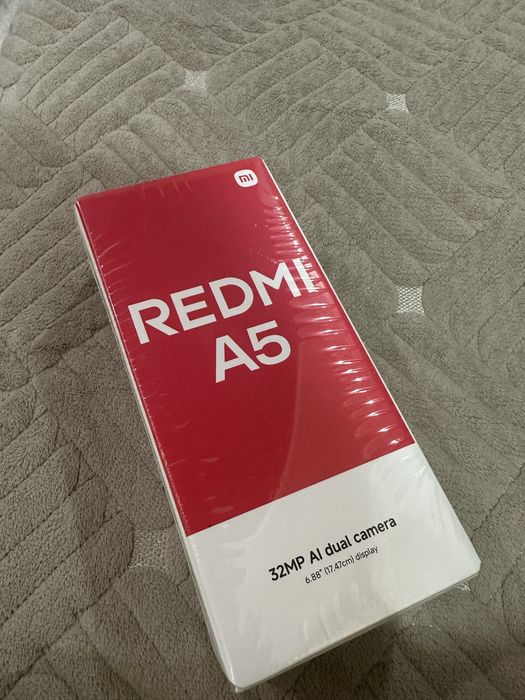 mi
REDMI
A5
32MP AI dual camera
6.88" (17.47cm) display